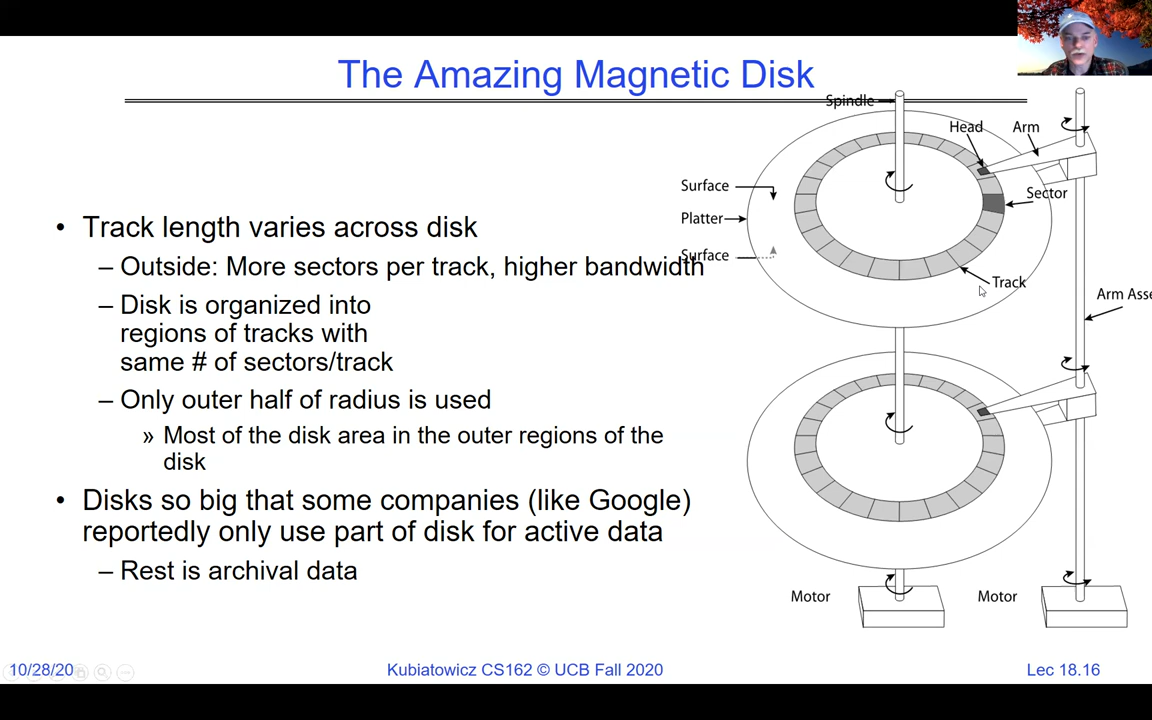 The Amazing Magnetic Disk
• Track length varies across disk
– Outside: More sectors per track, higher bandwidth
– Disk is organized into
regions of tracks with
same # of sectors/track
– Only outer half of radius is used
» Most of the disk area in the outer regions of the
disk
• Disks so big that some companies (like Google)
reportedly only use part of disk for active data
– Rest is archival data
Spindle
Head
Arm
Surface
Sector
Platter
Surface
Track
Arm Asse
Motor
Motor
10/28/20
Kubiatowicz CS162 © UCB Fall 2020
Lec 18.16